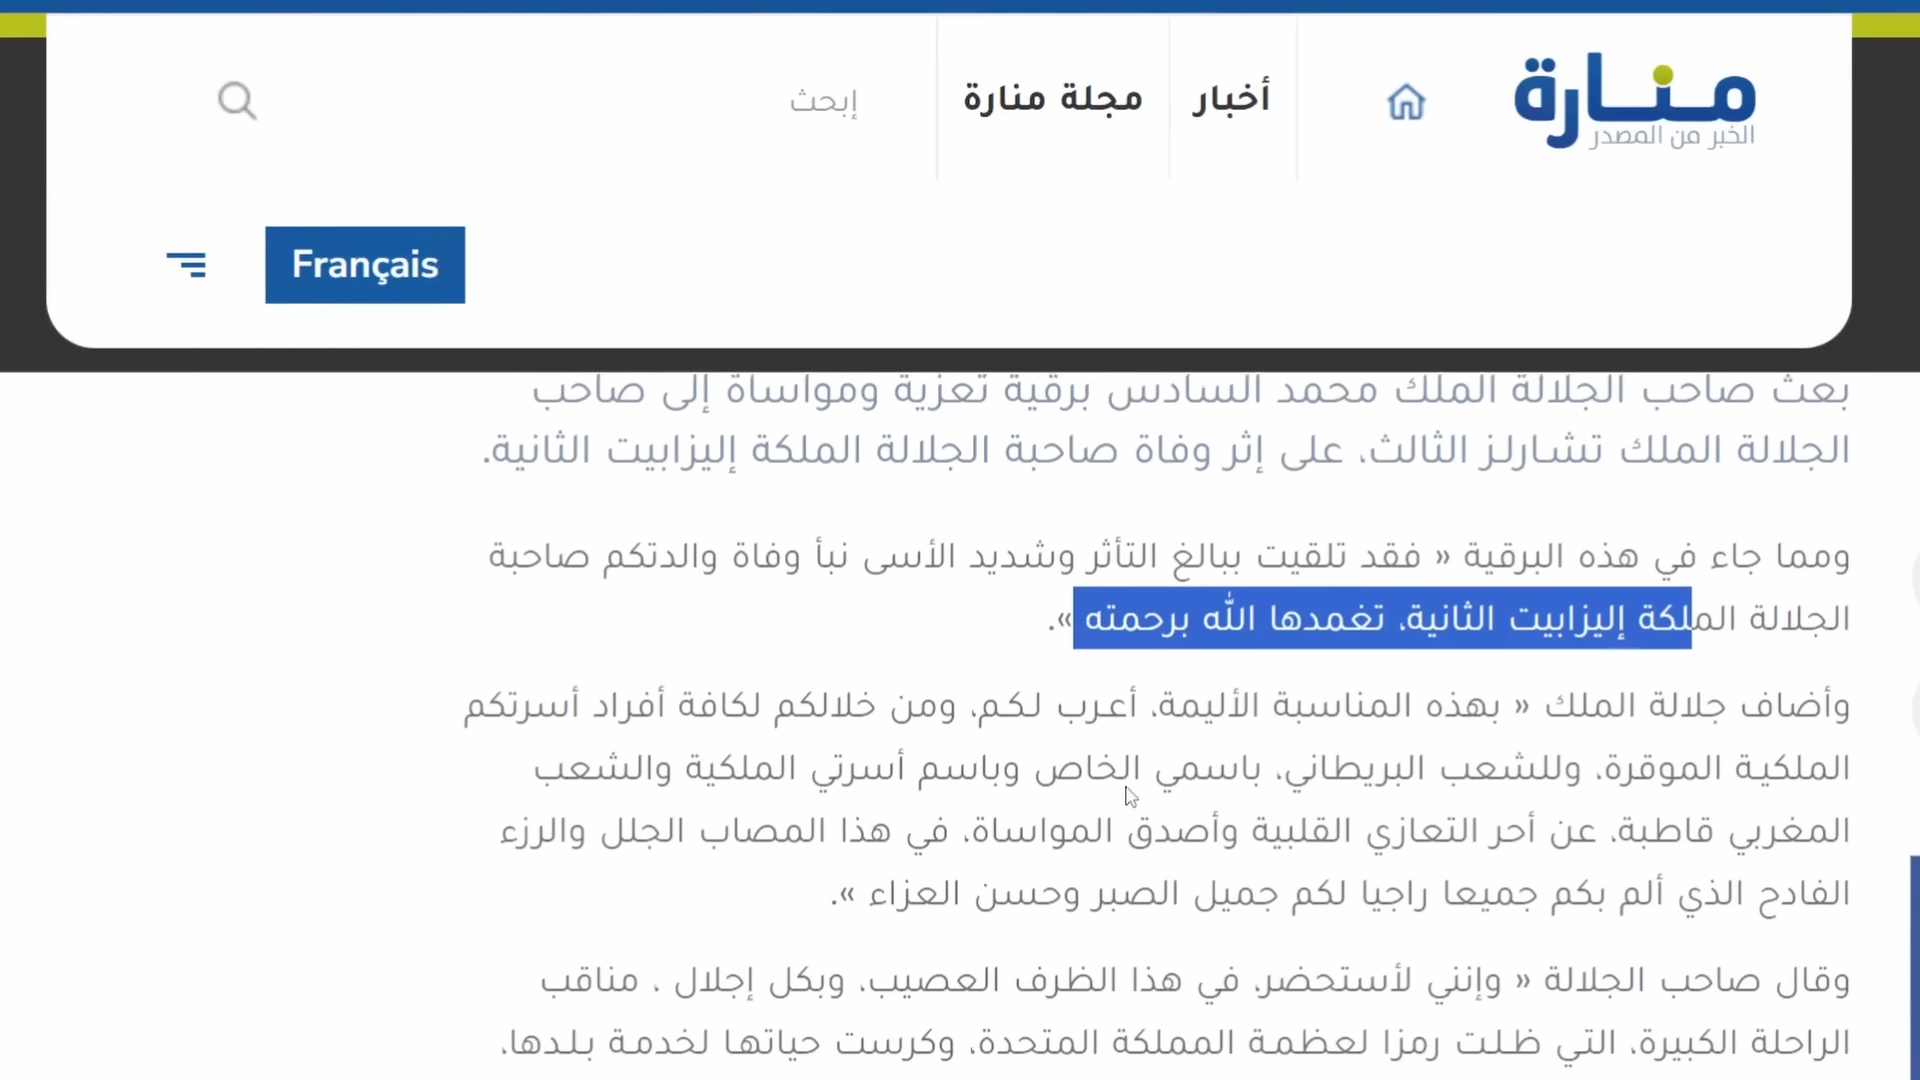 منارة
الخبر من المصدر
أخبار
مجلة منارة
إبحث
Français
بعث صاحب الجلالة الملك محمد السادس برقية تعزية ومواساة إلى صاحب
الجلالة الملك تشارلز الثالث، على إثر وفاة صاحبة الجلالة الملكة إليزابيت الثانية.
ومما جاء في هذه البرقية « فقد تلقيت ببالغ التأثر وشديد الأسى نبأ وفاة والدتكم صاحبة
الجلالة الملكة إليزابيت الثانية، تغمدها الله برحمته ».
وأضاف جلالة الملك « بهذه المناسبة الأليمة، أعرب لكم، ومن خلالكم لكافة أفراد أسرتكم
الملكية الموقرة، وللشعب البريطاني، باسمي الخاص وباسم أسرتي الملكية والشعب
المغربي قاطبة، عن أحر التعازي القلبية وأصدق المواساة، في هذا المصاب الجلل والرزء
الفادح الذي ألم بكم جميعا راجيا لكم جميل الصبر وحسن العزاء ».
وقال صاحب الجلالة « وإنني لأستحضر، في هذا الظرف العصيب، وبكل إجلال ، مناقب
الراحلة الكبيرة، التي ظلت رمزا لعظمة المملكة المتحدة، وكرست حياتها لخدمة بلدها،